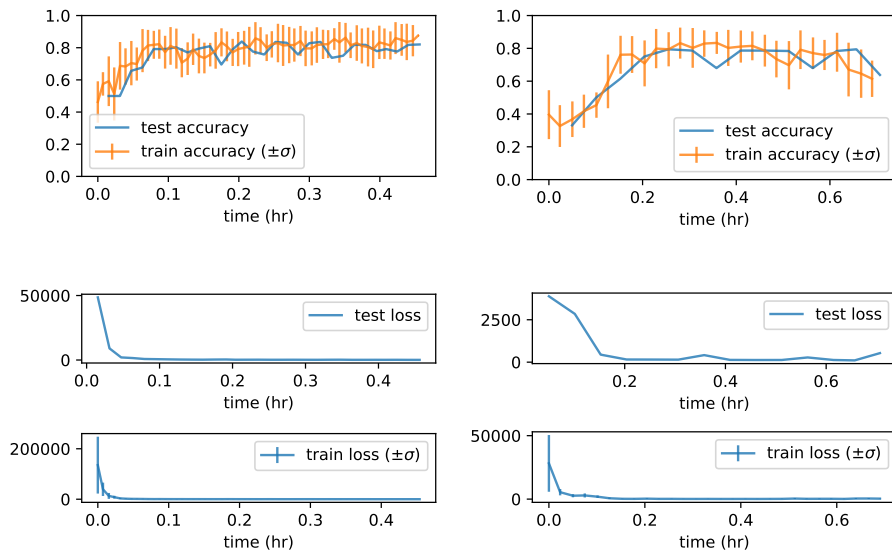 1.0
0.8
0.6
0.4
0.2
0.0
test accuracy
train accuracy (±σ)
0.0 0.1 0.2 0.3 0.4
time (hr)
1.0
0.8
0.6
0.4
0.2
0.0
test accuracy
train accuracy (±σ)
0.0 0.2 0.4 0.6
time (hr)
50000
0
test loss
0.0 0.1 0.2 0.3 0.4
time (hr)
2500
0
test loss
0.2 0.4 0.6
time (hr)
200000
0
train loss (±σ)
0.0 0.1 0.2 0.3 0.4
time (hr)
50000
0
train loss (±σ)
0.0 0.2 0.4 0.6
time (hr)